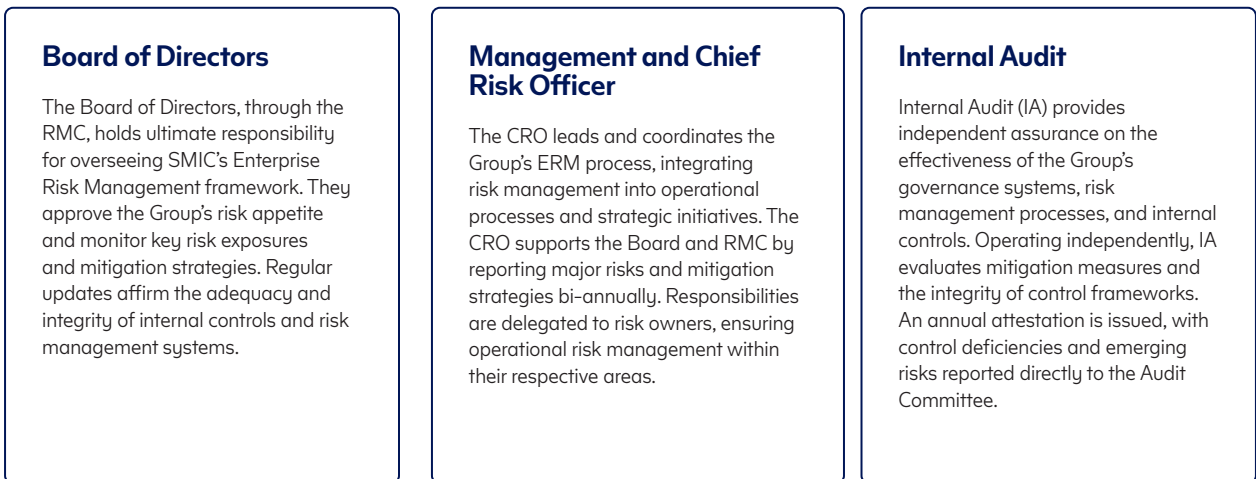 Board of Directors
The Board of Directors, through the
RMC, holds ultimate responsibility
for overseeing SMIC's Enterprise
Risk Management framework. They
approve the Group's risk appetite
and monitor key risk exposures
and mitigation strategies. Regular
updates affirm the adequacy and
integrity of internal controls and risk
management systems.
Management and Chief
Risk Officer
The CRO leads and coordinates the
Group's ERM process, integrating
risk management into operational
processes and strategic initiatives. The
CRO supports the Board and RMC by
reporting major risks and mitigation
strategies bi-annually. Responsibilities
are delegated to risk owners, ensuring
operational risk management within
their respective areas.
Internal Audit
Internal Audit (IA) provides
independent assurance on the
effectiveness of the Group's
governance systems, risk
management processes, and internal
controls. Operating independently, IA
evaluates mitigation measures and
the integrity of control frameworks.
An annual attestation is issued, with
control deficiencies and emerging
risks reported directly to the Audit
Committee.